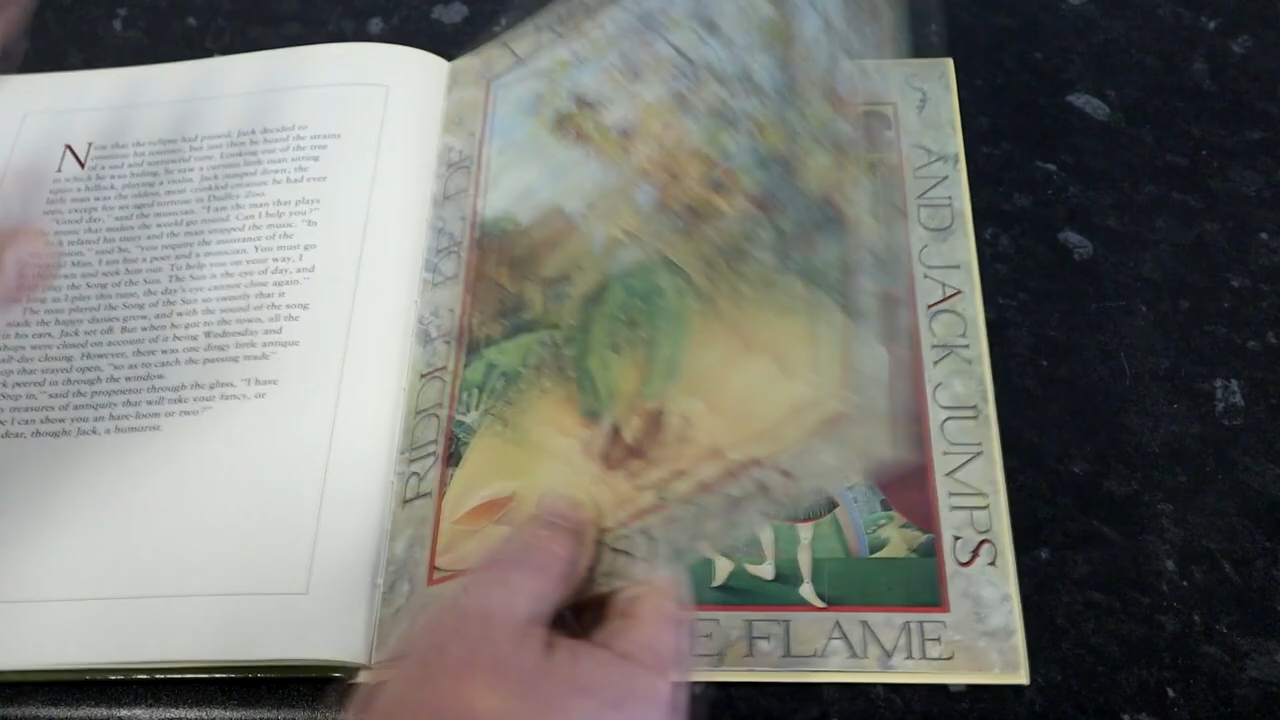 Now that the eclipse had passed, Jack decided to
continue his journey, but just then he heard the strains
of a sad and sorrowful tune. Looking out of the tree
in which he was hiding, he saw a curious little man sitting
upon a hillock, playing a violin. Jack jumped down, the
little man was the oldest, most crinkled creature he had ever
seen, except for an aged tortoise in Dudley Zoo.
"Good day," said the musician. "I am the man that plays
music that makes the world go round. Can I help you?"
related his story and the man stopped the music. "In
opinion," said he, "you require the assistance of the
Man. I am but a poet and a musician. You must go
town and seek him out. To help you on your way, I
play the Song of the Sun. The Sun is the eye of day, and
long as I play this tune, the day's eye cannot close again."
The man played the Song of the Sun so sweetly that it
made the happy daisies grow, and with the sound of the song
in his ears, Jack set off. But when he got to the town, all the
shops were closed on account of it being Wednesday and
half-day closing. However, there was one dingy little antique
shop that stayed open, "so as to catch the passing trade".
peered in through the window.
"Step in," said the proprietor through the glass, "I have
treasures of antiquity that will take your fancy, or
I can show you an hare-loom or two?"
dear, thought Jack, a humorist.
RIDDLE OF DE
AND JACK JUMPS
E FLAME